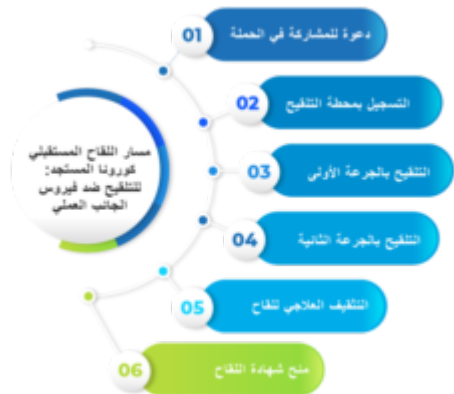 مسار اللقاح المستقبلي
كورونا المستجد:
للتلقيح ضد فيروس
الجانب العملي
01
دعوة للمشاركة في الحملة
02
التسجيل بمحطة التلقيح
03
التلقيح بالجرعة الأولى
04
التلقيح بالجرعة الثانية
05
التثقيف العلاجي للقاح
06
منح شهادة اللقاح